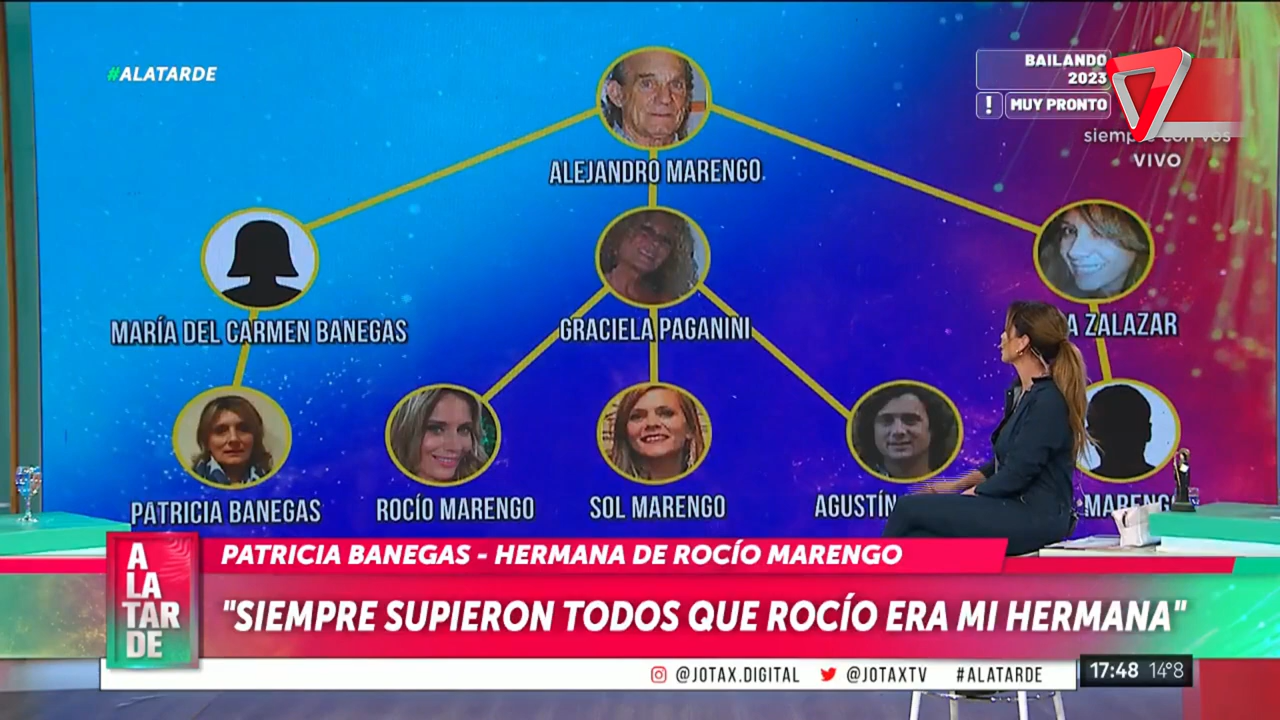 #ALATARDE
BAILANDO
2023
! MUY PRONTO
siempre con vos
VIVO
ALEJANDRO MARENGO
MARÍA DEL CARMEN BANEGAS
GRACIELA PAGANINI
ZALAZAR
PATRICIA BANEGAS
ROCÍO MARENGO
SOL MARENGO
AGUSTÍN
MARENGO
A
LA
TAR
DE
PATRICIA BANEGAS - HERMANA DE ROCÍO MARENGO
"SIEMPRE SUPIERON TODOS QUE ROCÍO ERA MI HERMANA"
@JOTAX.DIGITAL @JOTAXTV #ALATARDE
17:48 14°8